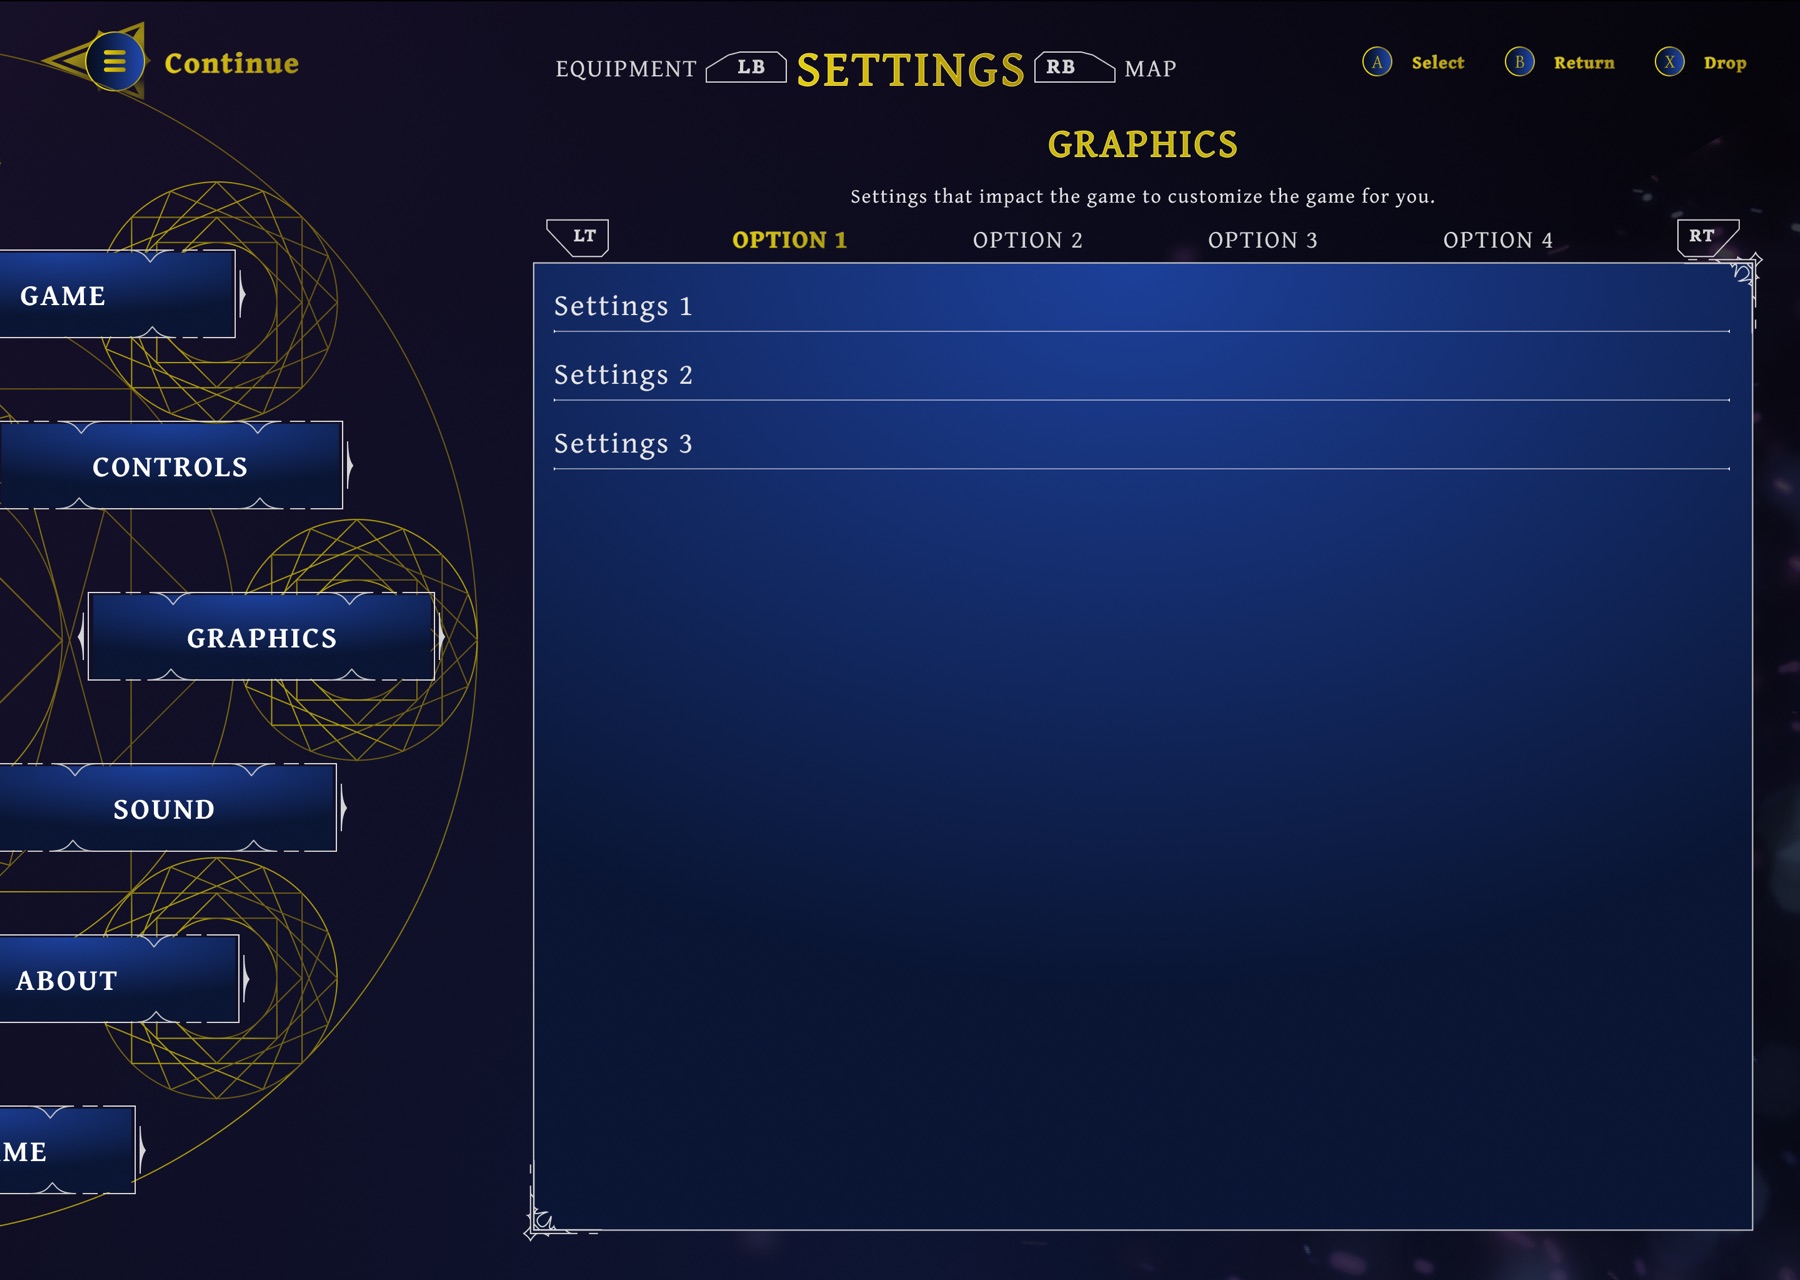 Continue
EQUIPMENT LB SETTINGS RB MAP
A Select B Return X Drop
GRAPHICS
Settings that impact the game to customize the game for you.
LT OPTION 1 OPTION 2 OPTION 3 OPTION 4 RT
GAME
CONTROLS
GRAPHICS
SOUND
ABOUT
ME
Settings 1
Settings 2
Settings 3